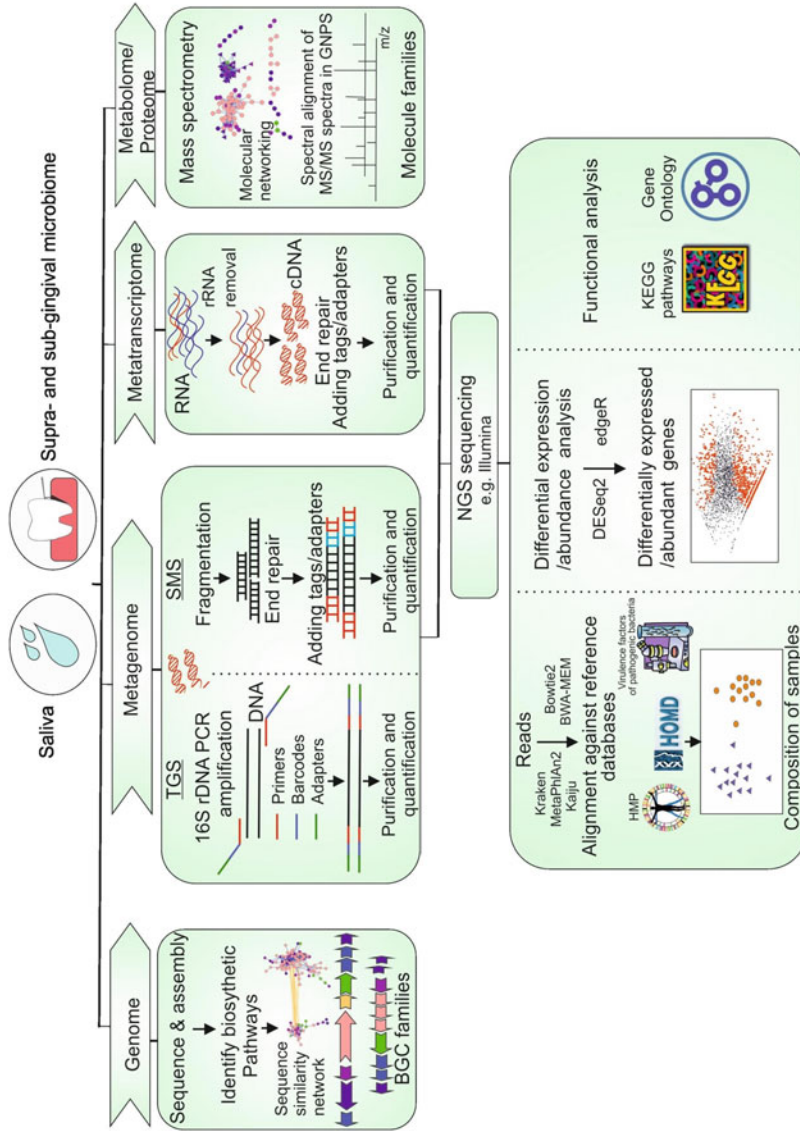 Saliva
Supra- and sub-gingival microbiome
Genome
Sequence & assembly
Identify biosythetic
Pathways
Sequence
similarity
network
BGC families
Metagenome
TGS
16S rDNA PCR
amplification
DNA
Primers
Barcodes
Adapters
Purification and
quantification
SMS
Fragmentation
End repair
Adding tags/adapters
Purification and
quantification
Metatranscriptome
RNA
rRNA
removal
cDNA
End repair
Adding tags/adapters
Purification and
quantification
Metabolome/
Proteome
Mass spectrometry
Molecular
networking
Spectral alignment of
MS/MS spectra in GNPS
m/z
Molecule families
NGS sequencing
e.g. Illumina
Reads
Kraken
MetaPhlAn2
Kaiju
Bowtie2
BWA-MEM
Alignment against reference
databases
HMP
HOMD
Virulence factors
of pathogenic bacteria
Composition of samples
Differential expression
/abundance analysis
DESeq2
edgeR
Differentially expressed
/abundant genes
Functional analysis
KEGG
pathways
KEGG
Gene
Ontology